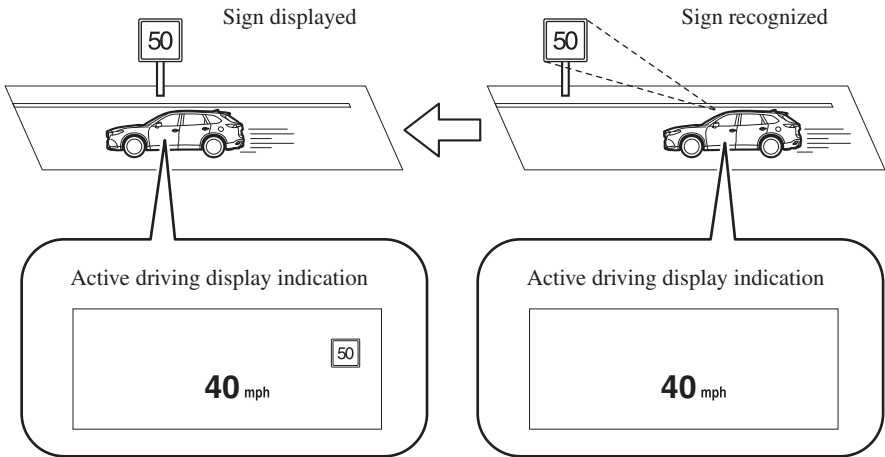 Sign displayed
50
Active driving display indication
50
40 mph
Sign recognized
50
Active driving display indication
40 mph